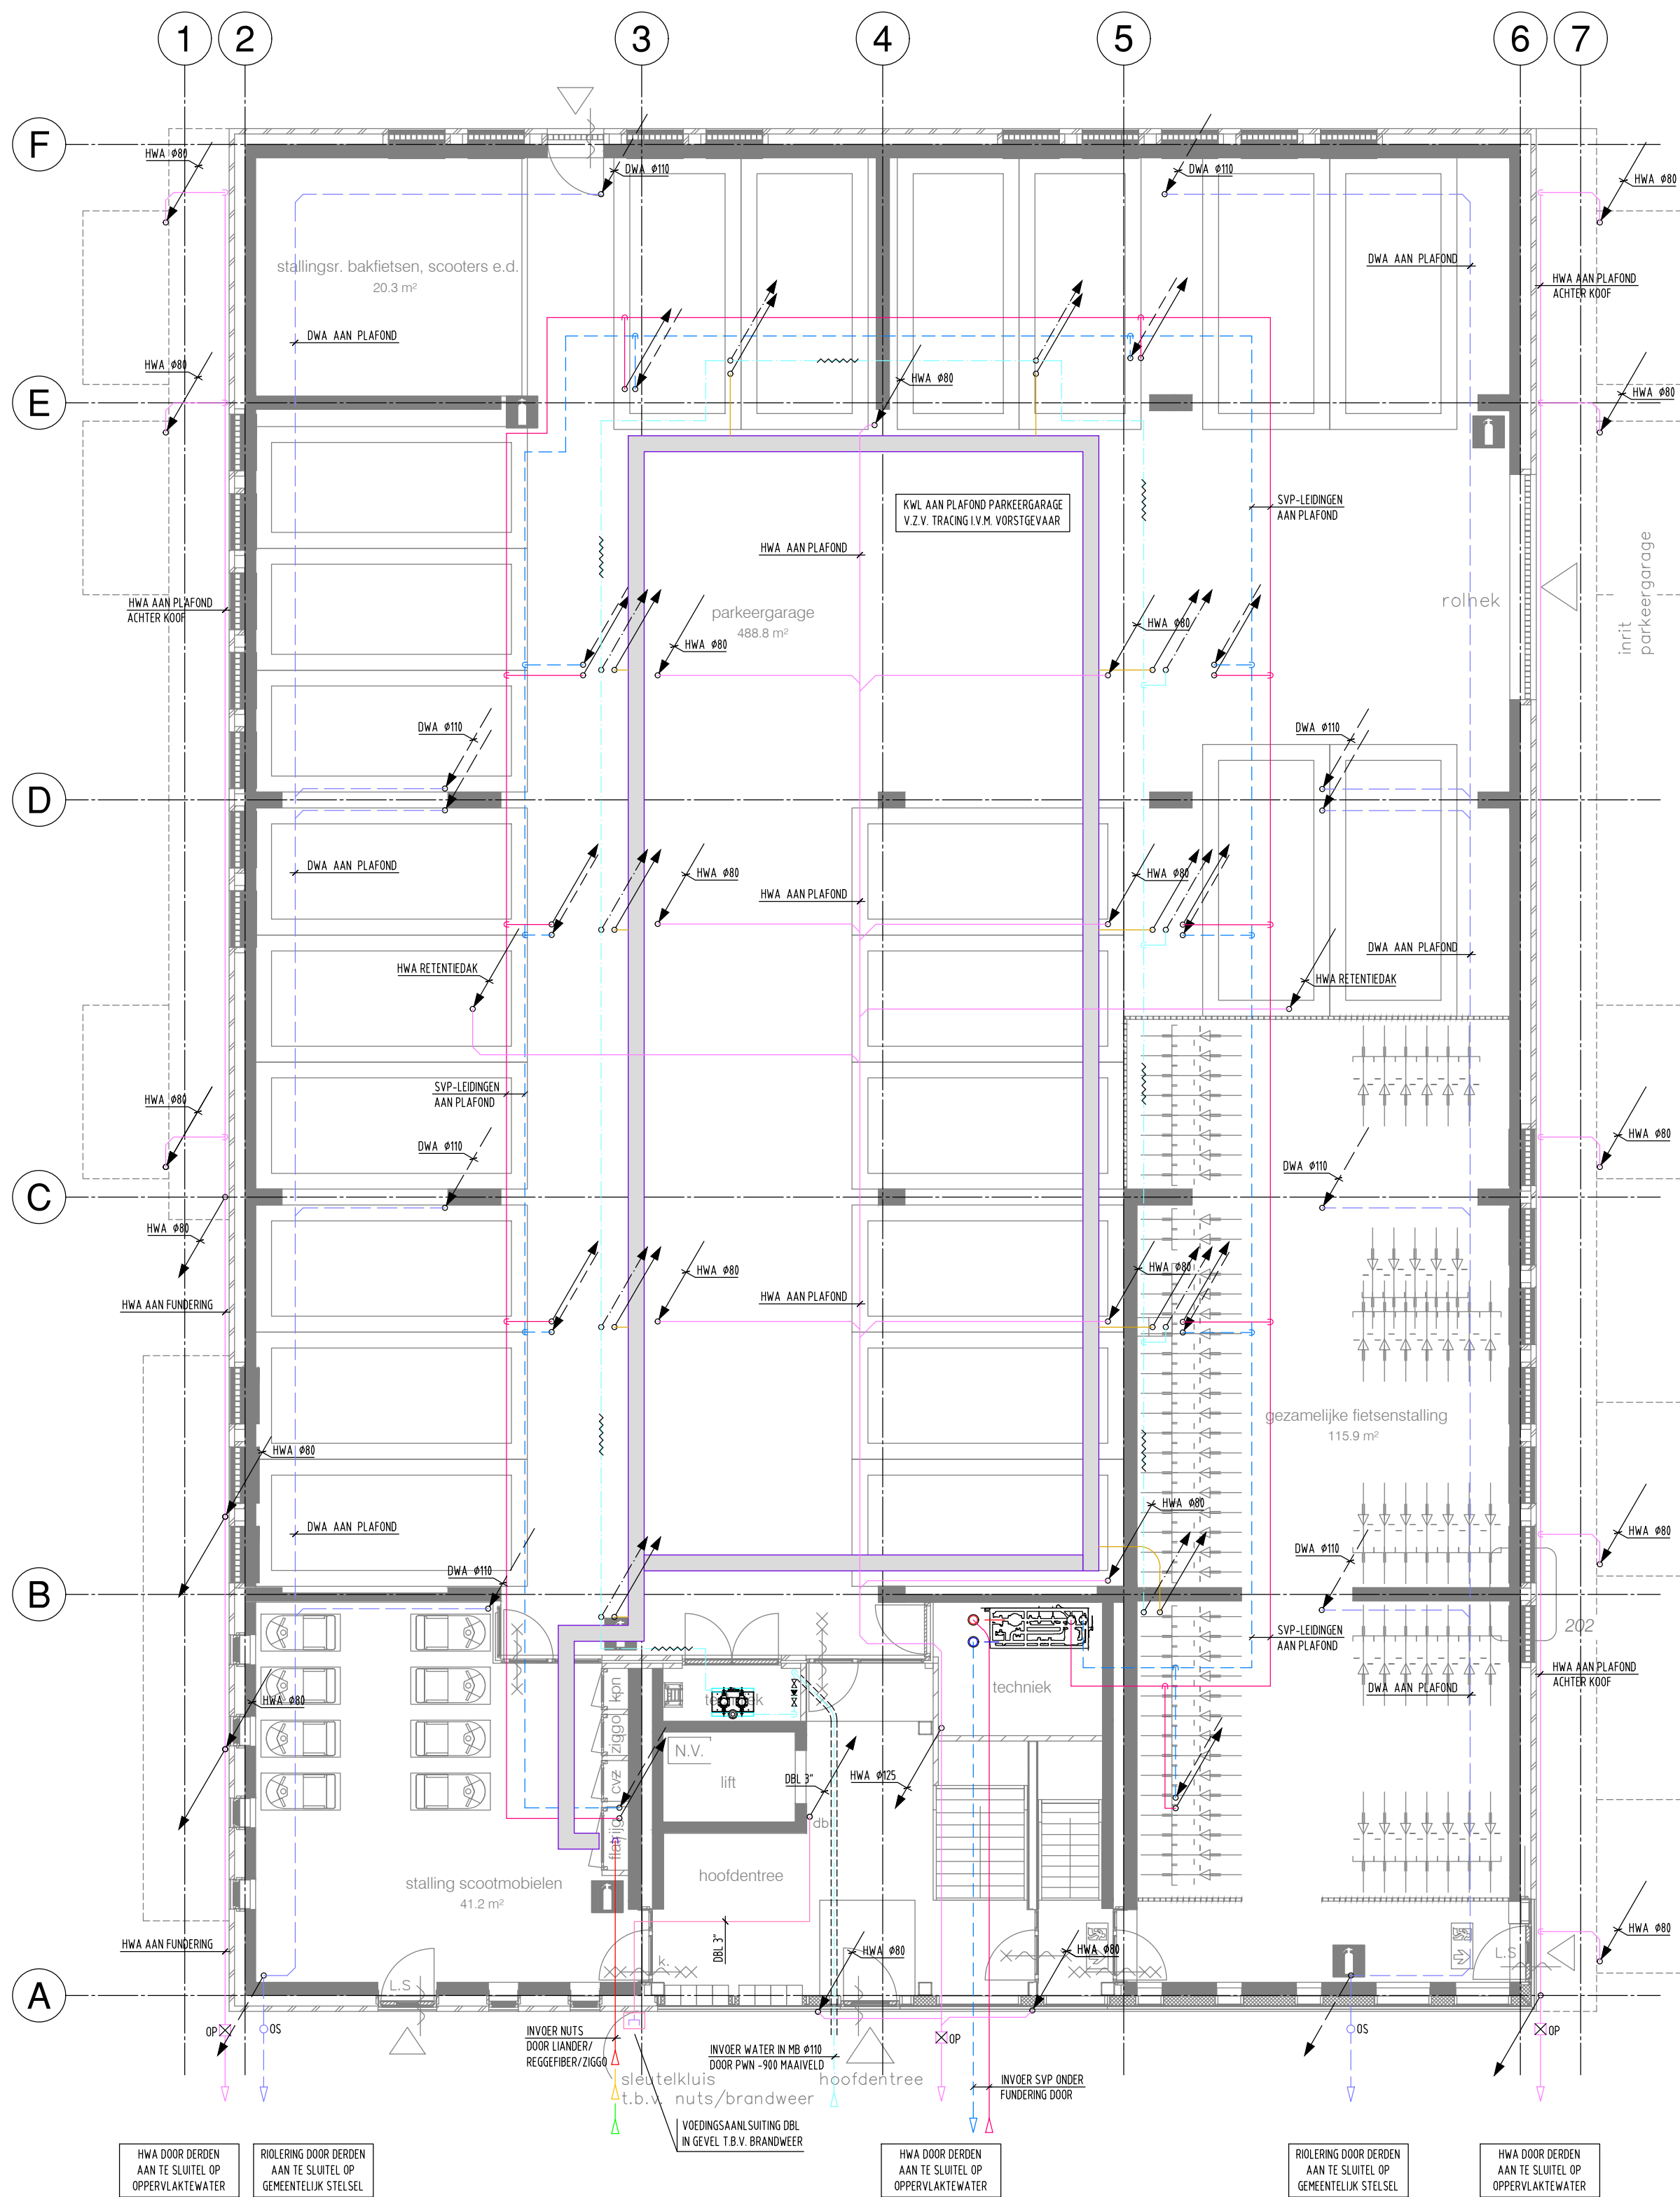 1 2 3 4 5 6 7
F
HWA ø80
DWA ø110
DWA ø110
HWA ø80
stallingsr. bakfietsen, scooters e.d.
20.3 m²
DWA AAN PLAFOND
HWA AAN PLAFOND
ACHTER KOOF
DWA AAN PLAFOND
HWA ø80
HWA ø80
HWA ø80
E
KWL AAN PLAFOND PARKEERGARAGE
V.Z.V. TRACING I.V.M. VORSTGEVAAR
SVP-LEIDINGEN
AAN PLAFOND
HWA AAN PLAFOND
HWA AAN PLAFOND
ACHTER KOOF
parkeergarage
488.8 m²
rolhek
inrit
parkeergarage
HWA ø80
HWA ø80
DWA ø110
DWA ø110
D
DWA AAN PLAFOND
HWA ø80
HWA ø80
HWA AAN PLAFOND
DWA AAN PLAFOND
HWA RETENTIEDAK
HWA RETENTIEDAK
SVP-LEIDINGEN
AAN PLAFOND
HWA ø80
HWA ø80
DWA ø110
DWA ø110
C
HWA ø80
HWA ø80
HWA ø80
HWA AAN FUNDERING
HWA AAN PLAFOND
gezamelijke fietsenstalling
115.9 m²
HWA ø80
HWA ø80
DWA AAN PLAFOND
HWA ø80
DWA ø110
DWA ø110
B
202
SVP-LEIDINGEN
AAN PLAFOND
HWA AAN PLAFOND
ACHTER KOOF
DWA AAN PLAFOND
HWA ø80
kpn
ziggo
cvz
techniek
techniek
N.V.
lift
DBL 3"
HWA ø125
db
hoofdentree
stalling scootmobielen
41.2 m²
HWA AAN FUNDERING
DBL 3"
HWA ø80
HWA ø80
HWA ø80
k.
L.S
L.S
A
OP
OS
OP
OS
OP
INVOER NUTS
DOOR LIANDER/
REGGEFIBER/ZIGGO
INVOER WATER IN MB ø110
DOOR PWN -900 MAAIVELD
sleutelkluis
t.b.v. nuts/brandweer
hoofdentree
INVOER SVP ONDER
FUNDERING DOOR
VOEDINGSAANLSUITING DBL
IN GEVEL T.B.V. BRANDWEER
HWA DOOR DERDEN
AAN TE SLUITEL OP
OPPERVLAKTEWATER
RIOLERING DOOR DERDEN
AAN TE SLUITEL OP
GEMEENTELIJK STELSEL
HWA DOOR DERDEN
AAN TE SLUITEL OP
OPPERVLAKTEWATER
RIOLERING DOOR DERDEN
AAN TE SLUITEL OP
GEMEENTELIJK STELSEL
HWA DOOR DERDEN
AAN TE SLUITEL OP
OPPERVLAKTEWATER